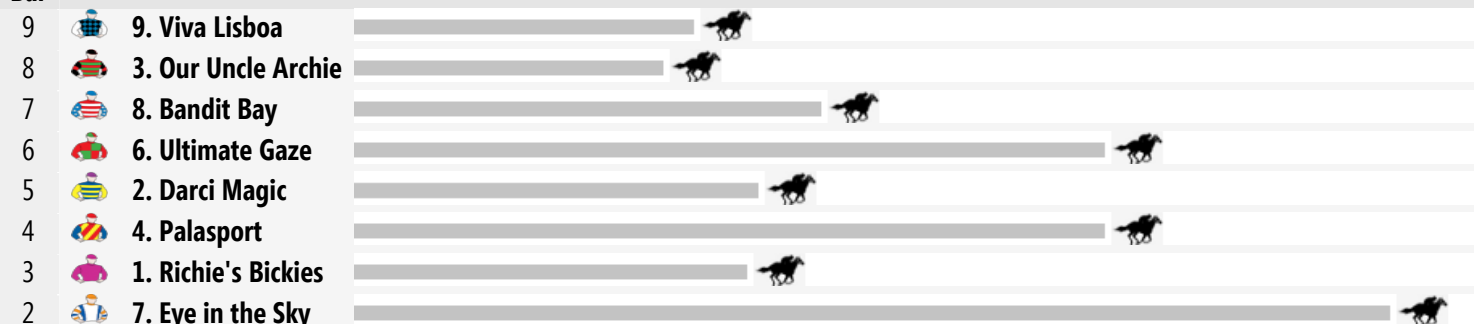 9 9. Viva Lisboa
8 3. Our Uncle Archie
7 8. Bandit Bay
6 6. Ultimate Gaze
5 2. Darci Magic
4 4. Palasport
3 1. Richie's Bickies
2 7. Eye in the Sky